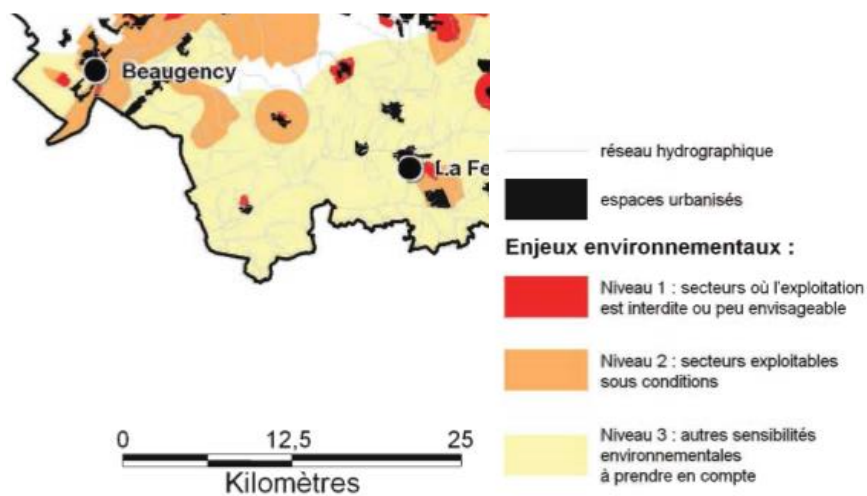 Beaugency
La Fe
réseau hydrographique
espaces urbanisés
Enjeux environnementaux :
Niveau 1 : secteurs où l'exploitation
est interdite ou peu envisageable
Niveau 2 : secteurs exploitables
sous conditions
Niveau 3 : autres sensibilités
environnementales
à prendre en compte
0 12,5 25
Kilomètres